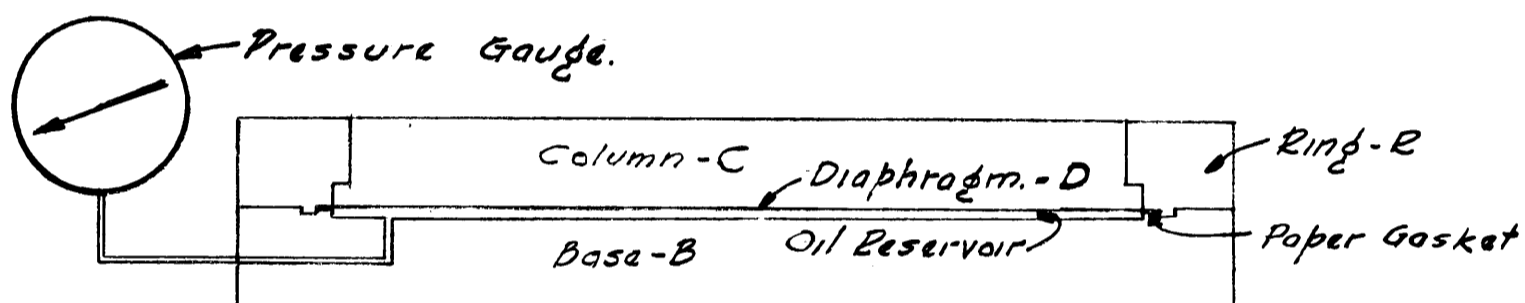 Pressure Gauge.
Column-C
Ring-R
Diaphragm.-D
Base-B
Oil Reservoir
Paper Gasket